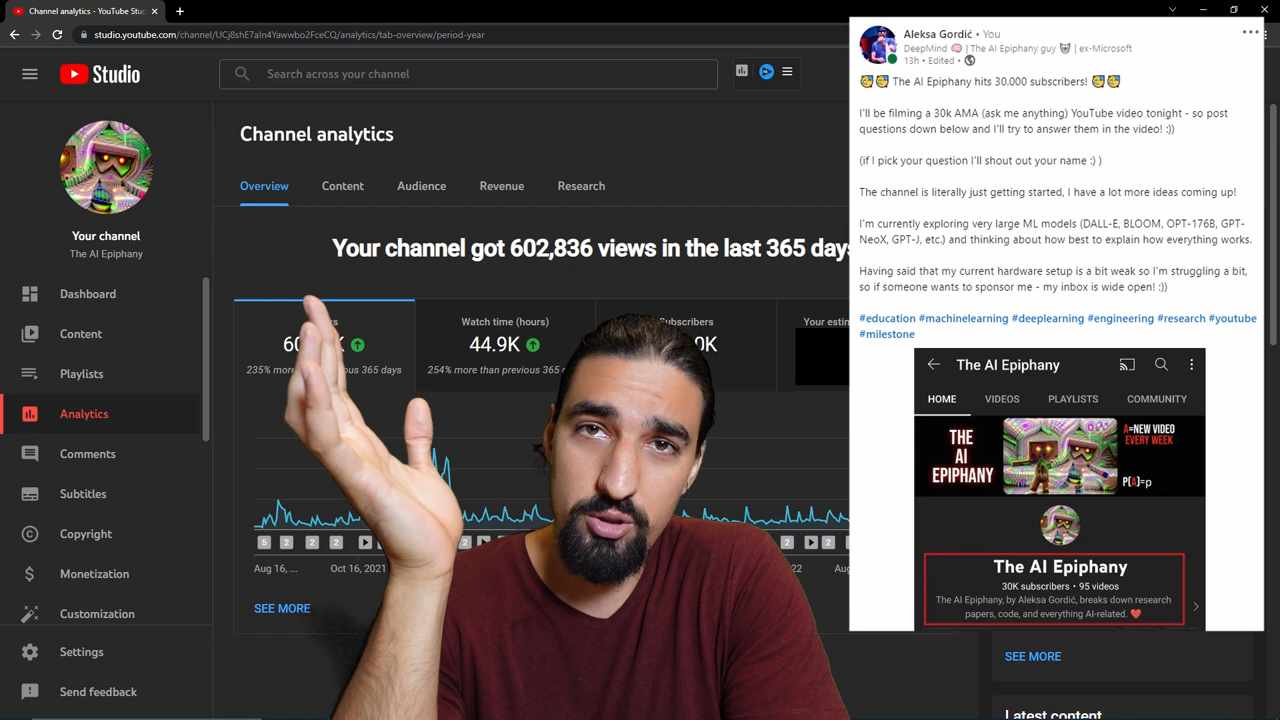 Channel analytics - YouTube Stu
studio.youtube.com/channel/UCj8shE7aIn4Yawwbo2FceCQ/analytics/tab-overview/period-year
Studio
Search across your channel
Your channel
The AI Epiphany
Dashboard
Content
Playlists
Analytics
Comments
Subtitles
Copyright
Monetization
Customization
Settings
Send feedback
Channel analytics
Overview
Content
Audience
Revenue
Research
Your channel got 602,836 views in the last 365 days
235% more than previous 365 days
Watch time (hours)
44.9K
254% more than previous 365
Subscribers
Your
5
2
2
2
2
2
2
Aug 16, ...
Oct 16, 2021
SEE MORE
Aleksa Gordić • You
DeepMind 🧠 | The AI Epiphany guy | ex-Microsoft
13h • Edited •
🥳🥳 The AI Epiphany hits 30.000 subscribers! 🥳🥳
I'll be filming a 30k AMA (ask me anything) YouTube video tonight - so post
questions down below and I'll try to answer them in the video! :))
(if I pick your question I'll shout out your name :) )
The channel is literally just getting started, I have a lot more ideas coming up!
I'm currently exploring very large ML models (DALL-E, BLOOM, OPT-176B, GPT-
NeoX, GPT-J, etc.) and thinking about how best to explain how everything works.
Having said that my current hardware setup is a bit weak so I'm struggling a bit,
so if someone wants to sponsor me - my inbox is wide open! :))
#education #machinelearning #deeplearning #engineering #research #youtube
#milestone
The AI Epiphany
HOME
VIDEOS
PLAYLISTS
COMMUNITY
THE
AI
EPIPHANY
A=NEW VIDEO
EVERY WEEK
P(A)=p
The AI Epiphany
30K subscribers • 95 videos
The AI Epiphany, by Aleksa Gordić, breaks down research
papers, code, and everything AI-related. ❤️
SEE MORE
Latest content